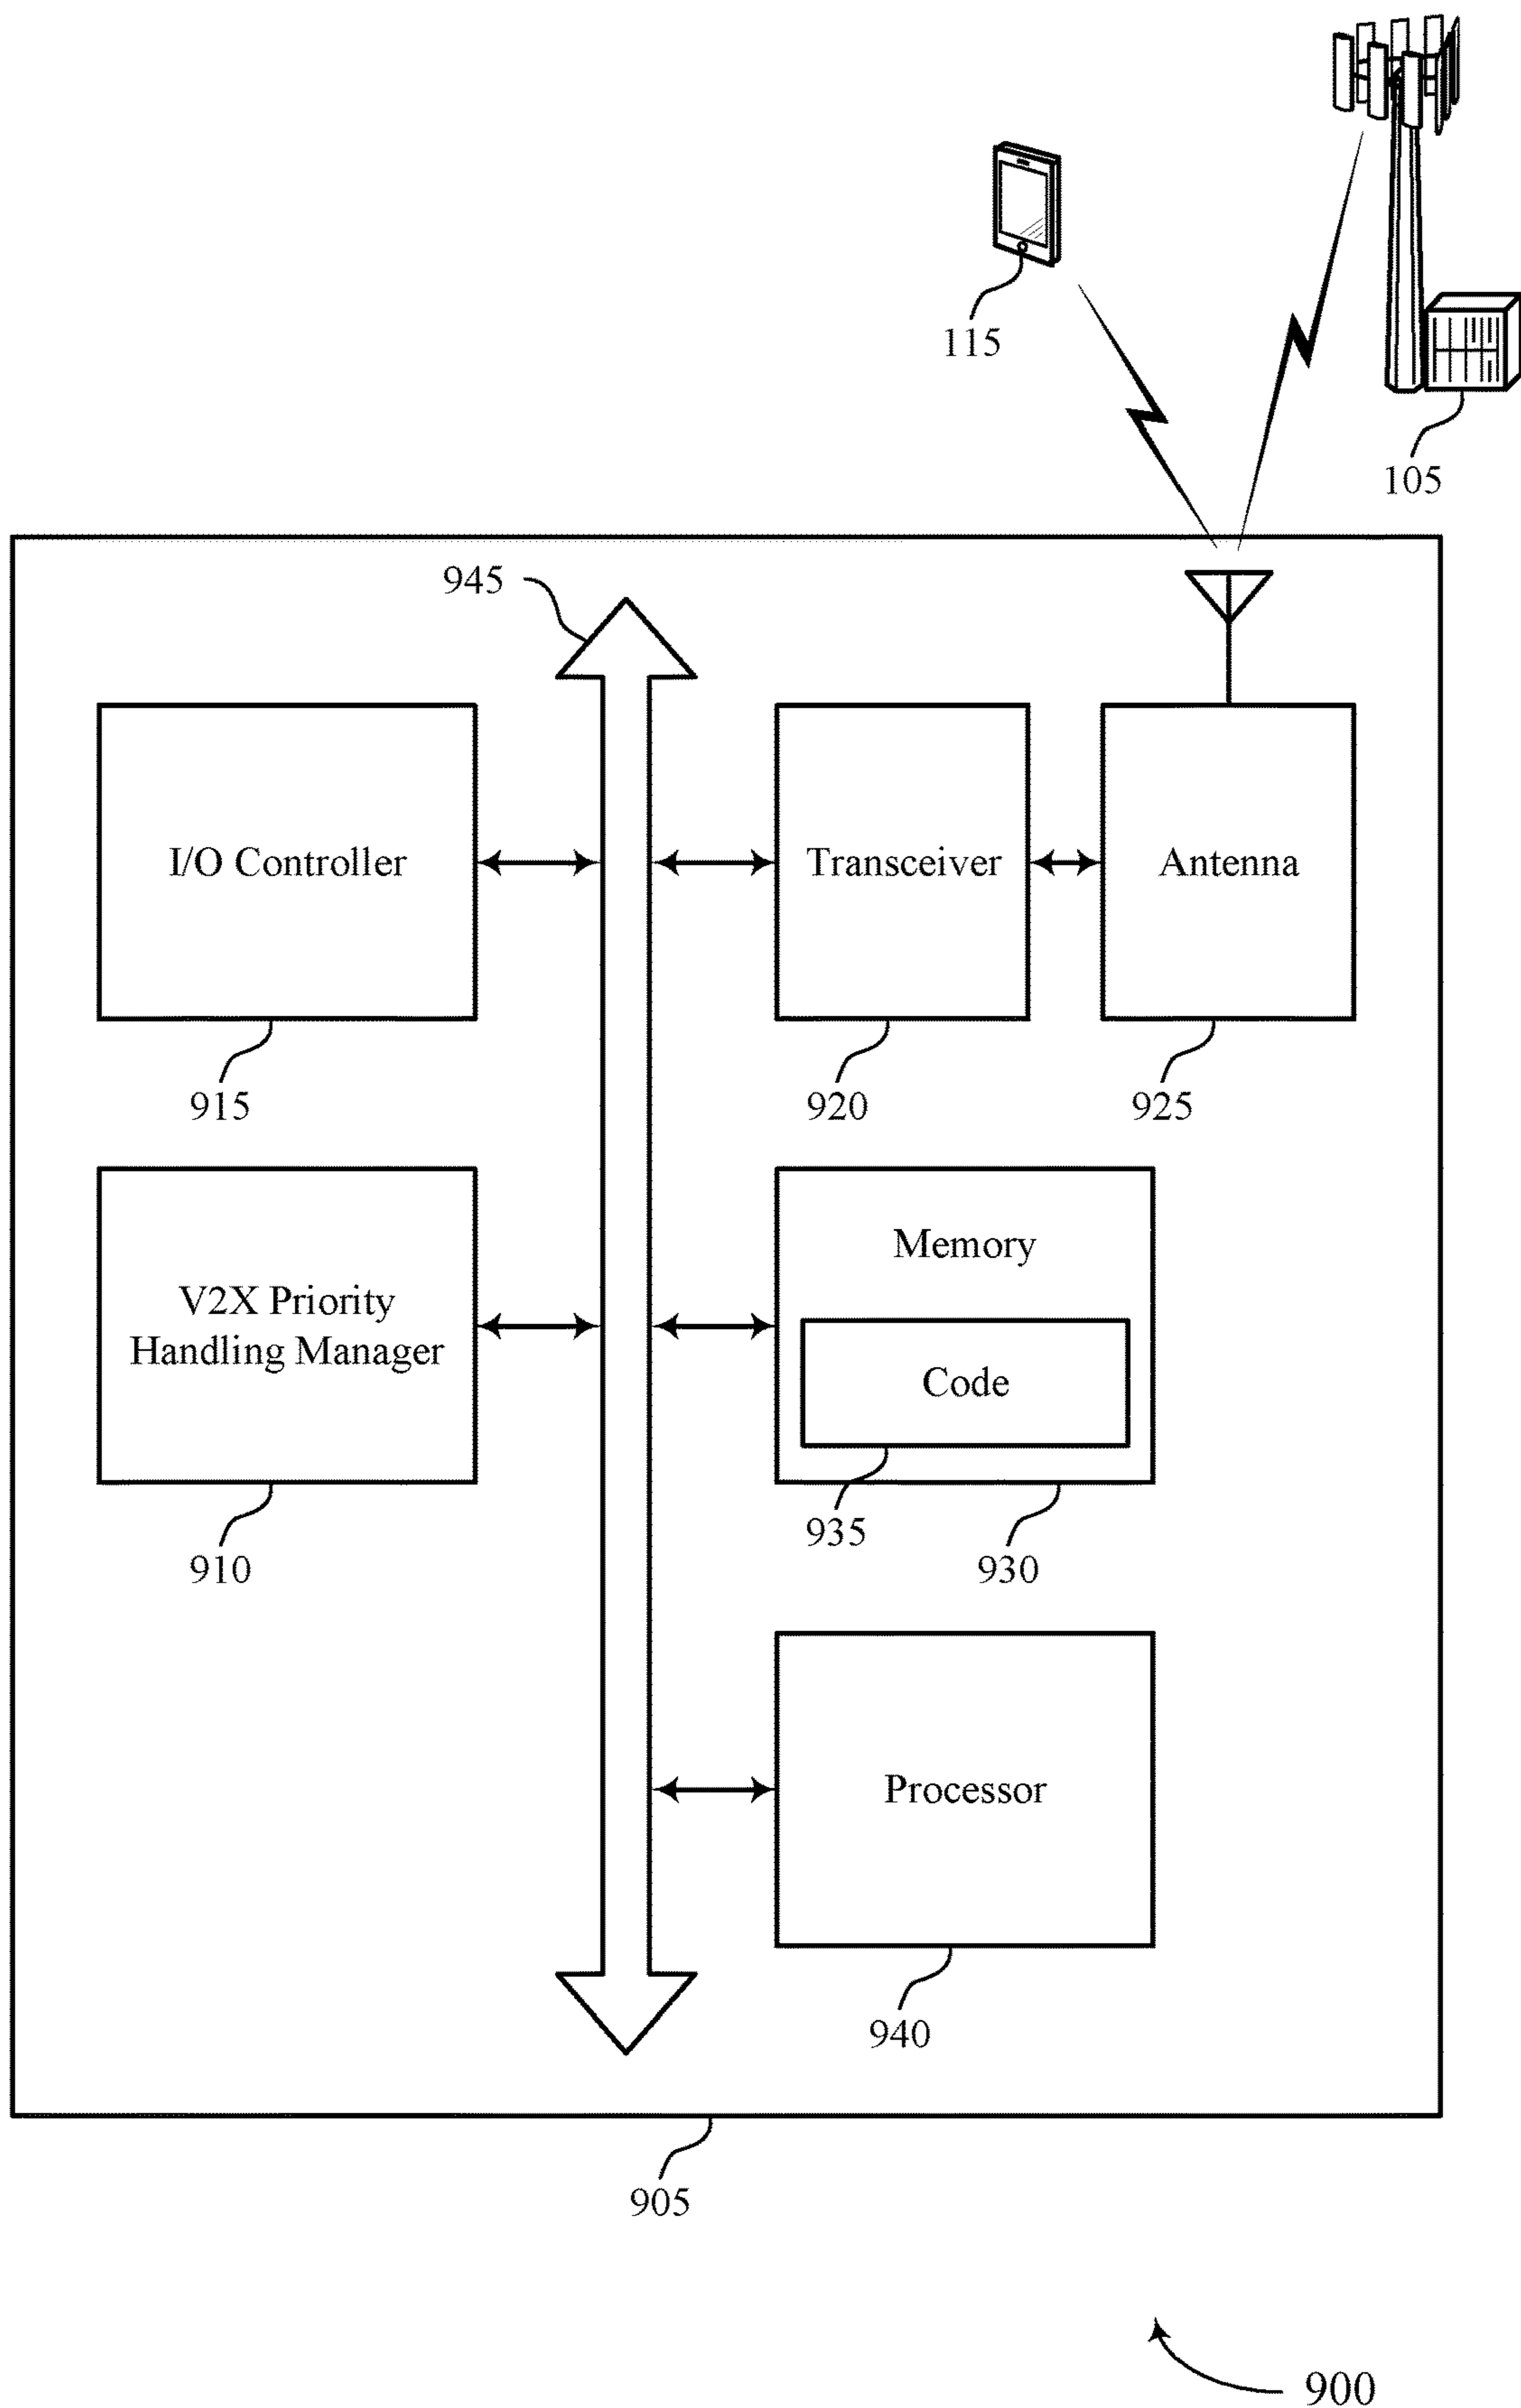 115
105
945
I/O Controller
Transceiver
Antenna
915
920
925
V2X Priority
Handling Manager
Memory
Code
935
930
910
Processor
940
905
900